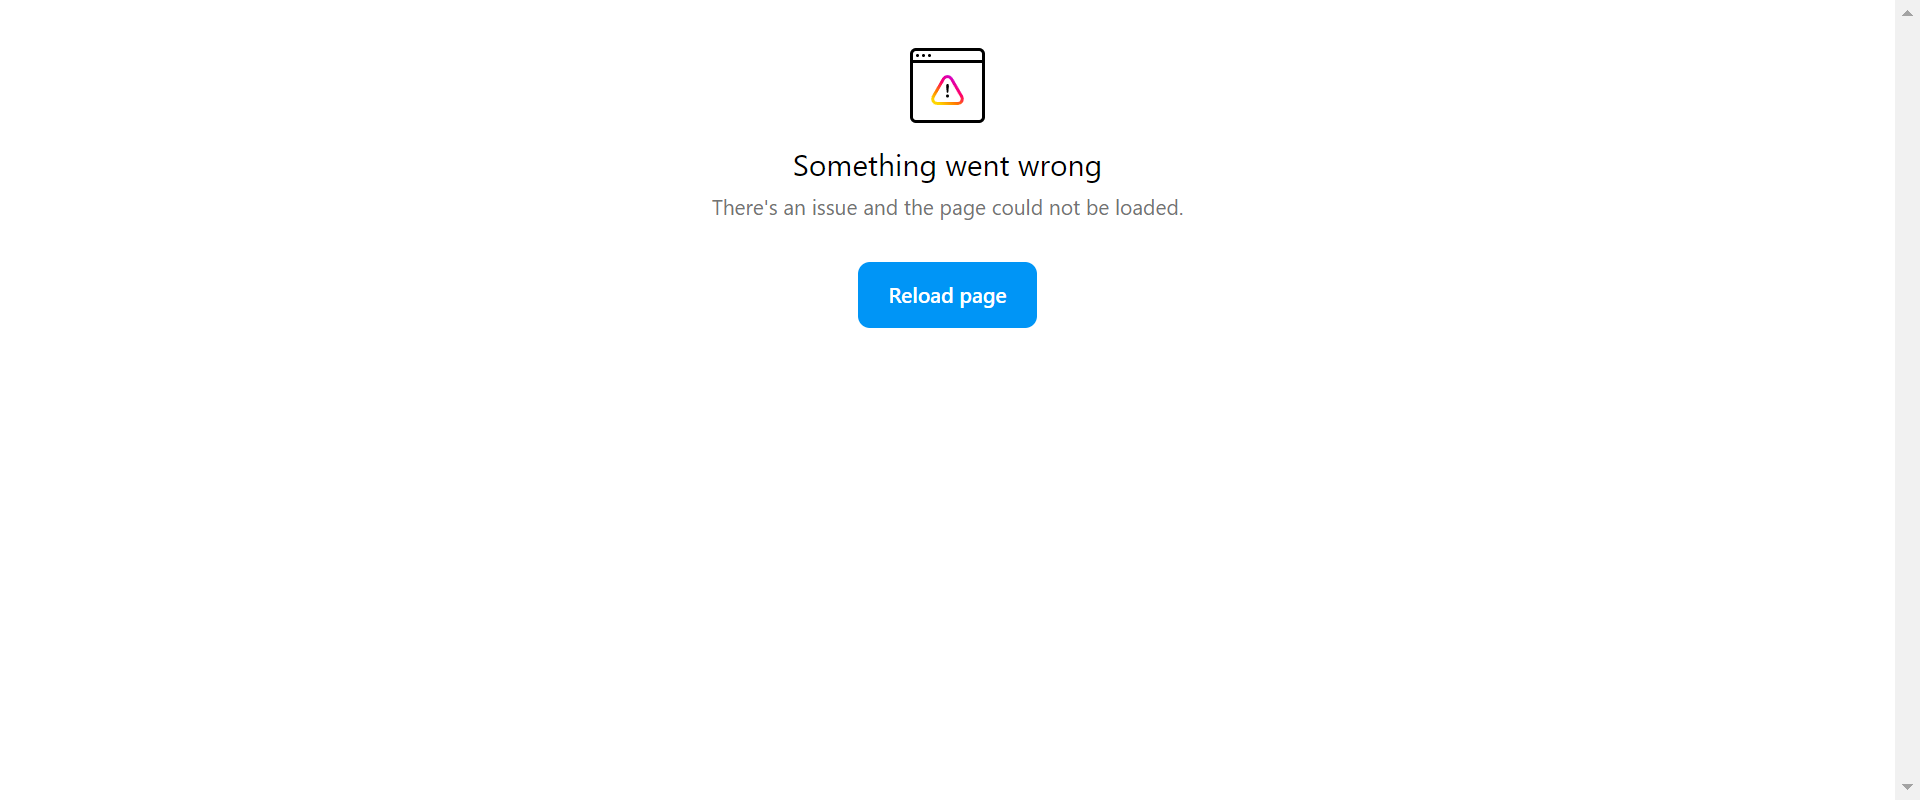 Something went wrong
There's an issue and the page could not be loaded.
Reload page